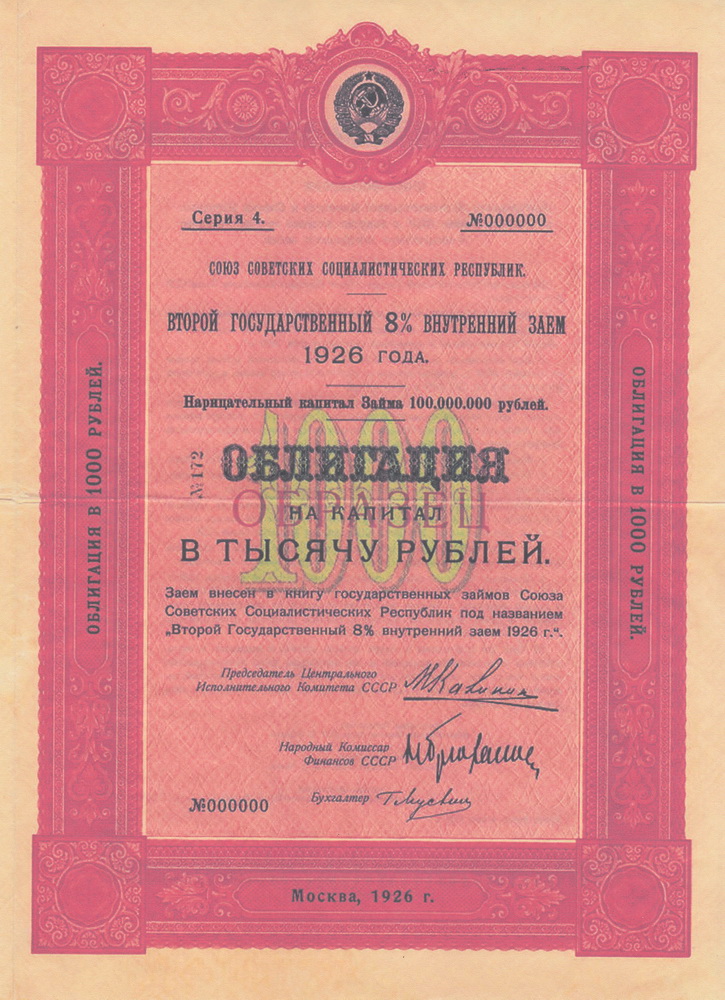 Серия 4.
№000000
СОЮЗ СОВЕТСКИХ СОЦИАЛИСТИЧЕСКИХ РЕСПУБЛИК.
ВТОРОЙ ГОСУДАРСТВЕННЫЙ 8% ВНУТРЕННИЙ ЗАЕМ
1926 ГОДА.
Нарицательный капитал Займа 100.000.000 рублей.
1000
№172
ОБЛИГАЦИЯ
ОБРАЗЕЦ
НА КАПИТАЛ
В ТЫСЯЧУ РУБЛЕЙ.
Заем внесен в книгу государственных займов Союза
Советских Социалистических Республик под названием
„Второй Государственный 8% внутренний заем 1926 г.“.
Председатель Центрального
Исполнительного Комитета СССР
МКалинин
Народный Комиссар
Финансов СССР
Бухгалтер
№000000
ОБЛИГАЦИЯ В 1000 РУБЛЕЙ.
ОБЛИГАЦИЯ В 1000 РУБЛЕЙ.
Москва, 1926 г.